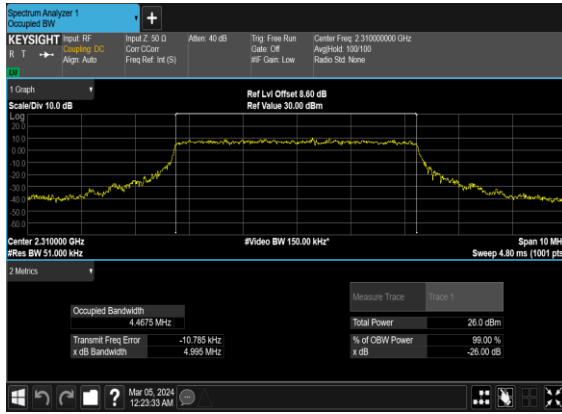 Spectrum Analyzer 1
Occupied BW
+
KEYSIGHT Input: RF Input Z: 50 Ω Atten: 40 dB Trig: Free Run Center Freq: 2.310000000 GHz
R T Coupling: DC Corr CCorr Gate: Off Avg|Hold: 100/100
Align: Auto Freq Ref: Int (S) #IF Gain: Low Radio Std: None
LXI
1 Graph
Ref Lvl Offset 8.60 dB
Scale/Div 10.0 dB Ref Value 30.00 dBm
Log
20.0
10.0
0.00
-10.0
-20.0
-30.0
-40.0
-50.0
-60.0
Center 2.310000 GHz #Video BW 150.00 kHz* Span 10 MH
#Res BW 51.000 kHz Sweep 4.80 ms (1001 pts
2 Metrics
Measure Trace Trace 1
Occupied Bandwidth
4.4675 MHz Total Power 26.0 dBm
Transmit Freq Error -10.785 kHz % of OBW Power 99.00 %
x dB Bandwidth 4.995 MHz x dB -26.00 dB
?
Mar 05, 2024
12:23:33 AM